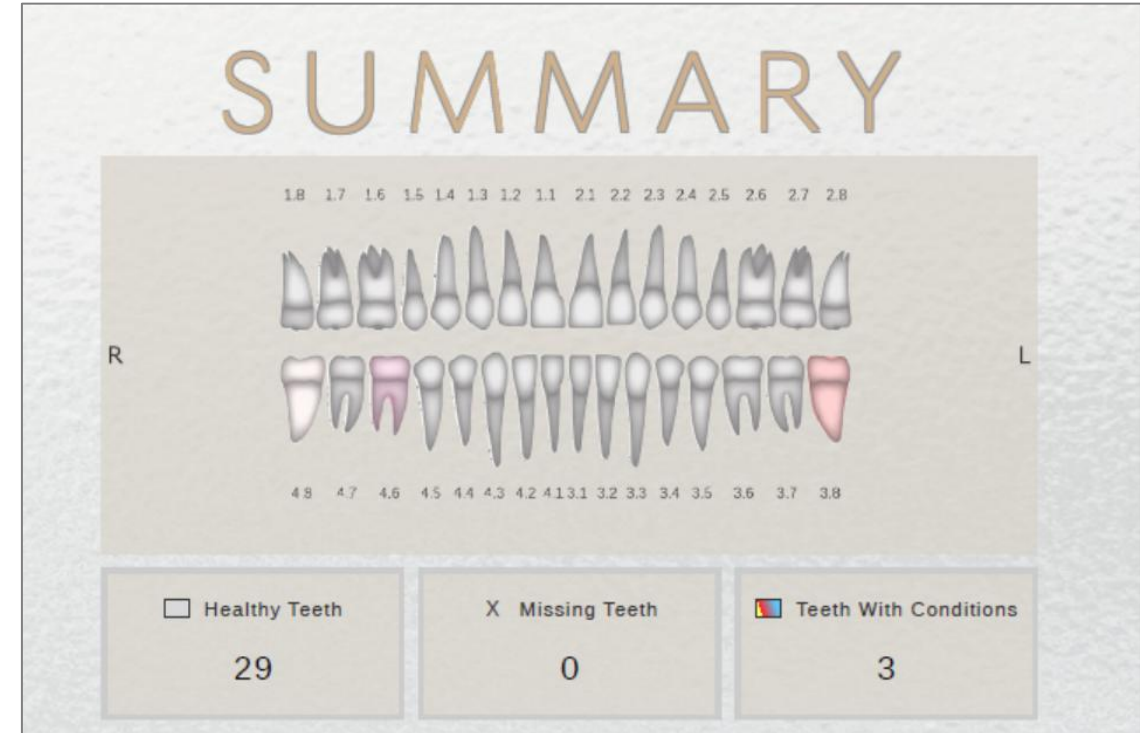 SUMMARY
1.8 1.7 1.6 1.5 1.4 1.3 1.2 1.1 2.1 2.2 2.3 2.4 2.5 2.6 2.7 2.8
R L
4.8 4.7 4.6 4.5 4.4 4.3 4.2 4.1 3.1 3.2 3.3 3.4 3.5 3.6 3.7 3.8
Healthy Teeth X Missing Teeth Teeth With Conditions
29 0 3